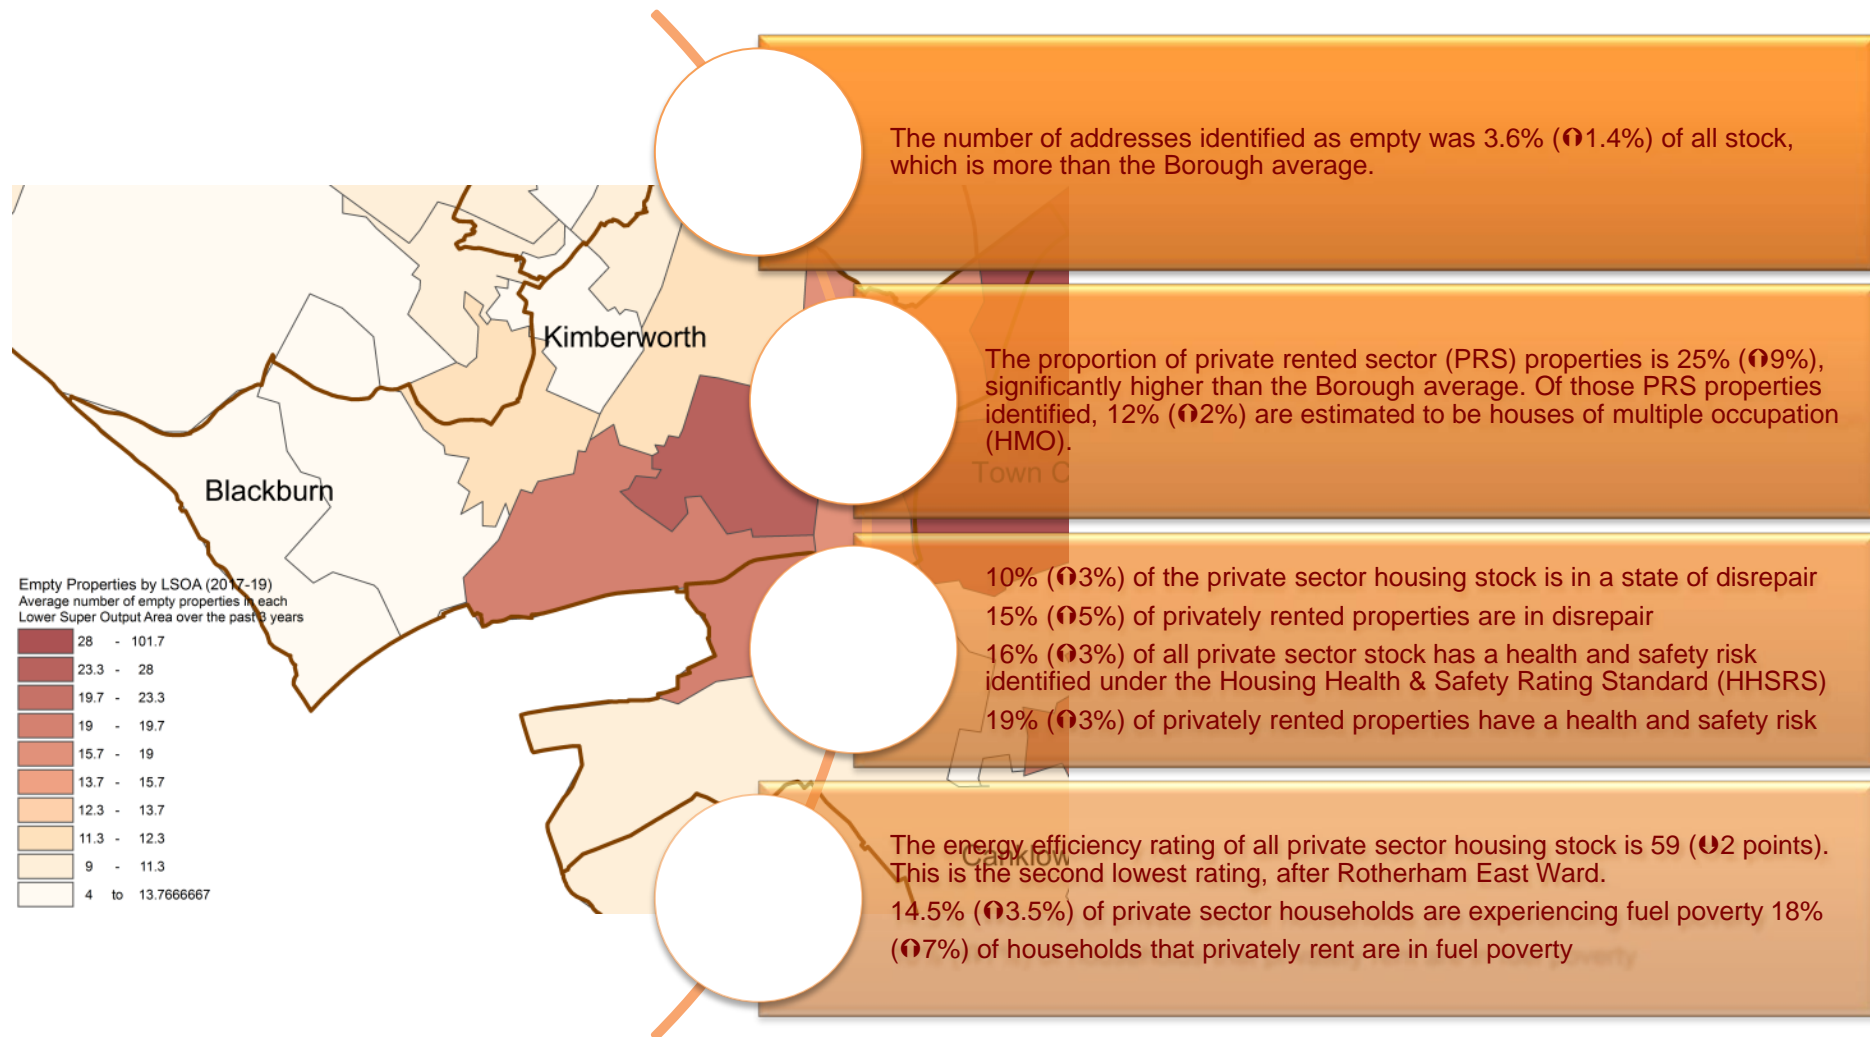 The number of addresses identified as empty was 3.6% (⮉1.4%) of all stock,
which is more than the Borough average.
Kimberworth
The proportion of private rented sector (PRS) properties is 25% (⮉9%),
significantly higher than the Borough average. Of those PRS properties
identified, 12% (⮉2%) are estimated to be houses of multiple occupation
(HMO).
Town C
Blackburn
Empty Properties by LSOA (2017-19)
Average number of empty properties in each
Lower Super Output Area over the past 3 years
28 - 101.7
23.3 - 28
19.7 - 23.3
19 - 19.7
15.7 - 19
13.7 - 15.7
12.3 - 13.7
11.3 - 12.3
9 - 11.3
4 to 13.7666667
10% (⮉3%) of the private sector housing stock is in a state of disrepair
15% (⮉5%) of privately rented properties are in disrepair
16% (⮉3%) of all private sector stock has a health and safety risk
identified under the Housing Health & Safety Rating Standard (HHSRS)
19% (⮉3%) of privately rented properties have a health and safety risk
The energy efficiency rating of all private sector housing stock is 59 (⮋2 points).
Canklow
This is the second lowest rating, after Rotherham East Ward.
14.5% (⮉3.5%) of private sector households are experiencing fuel poverty 18%
(⮉7%) of households that privately rent are in fuel poverty